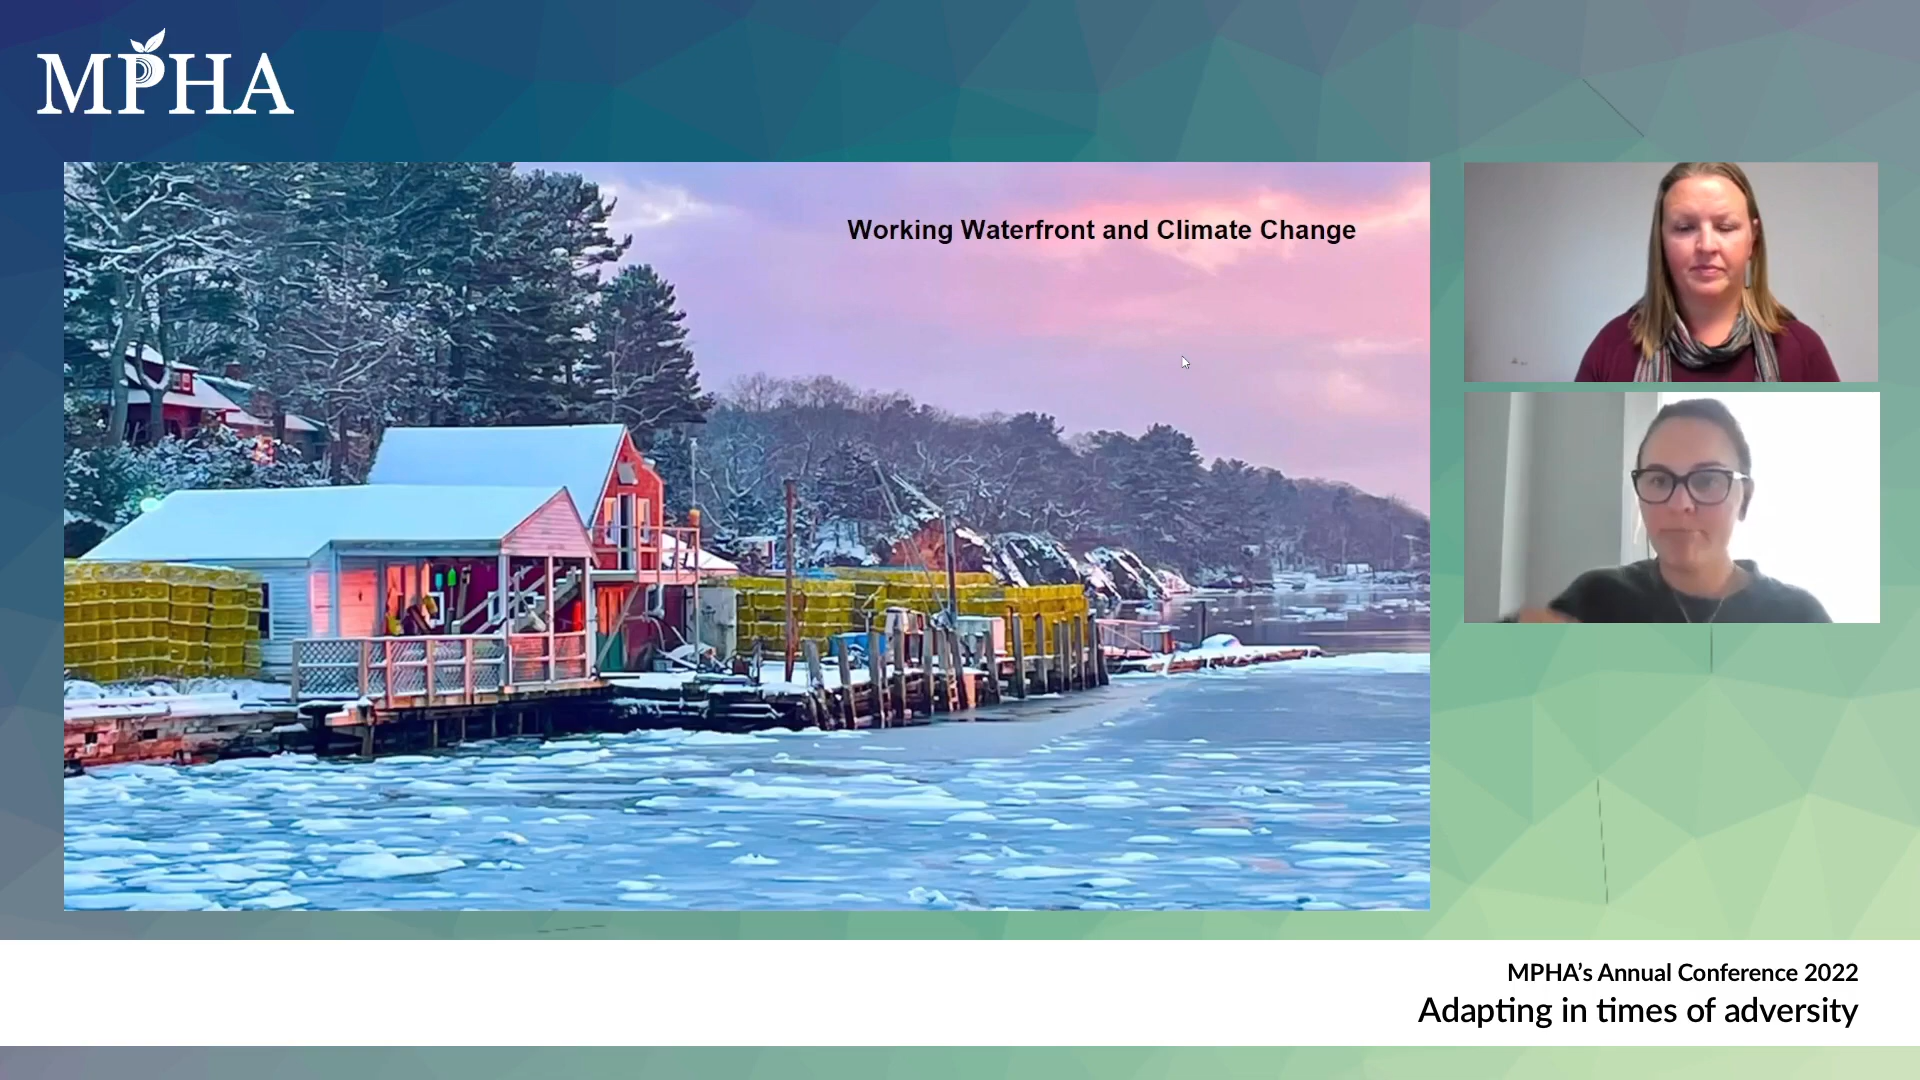 MPHA
Working Waterfront and Climate Change
MPHA's Annual Conference 2022
Adapting in times of adversity